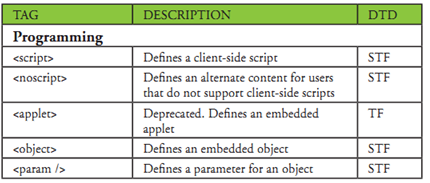 TAG DESCRIPTION DTD
Programming
<script> Defines a client-side script STF
<noscript> Defines an alternate content for users STF
that do not support client-side scripts
<applet> Deprecated. Defines an embedded TF
applet
<object> Defines an embedded object STF
<param /> Defines a parameter for an object STF